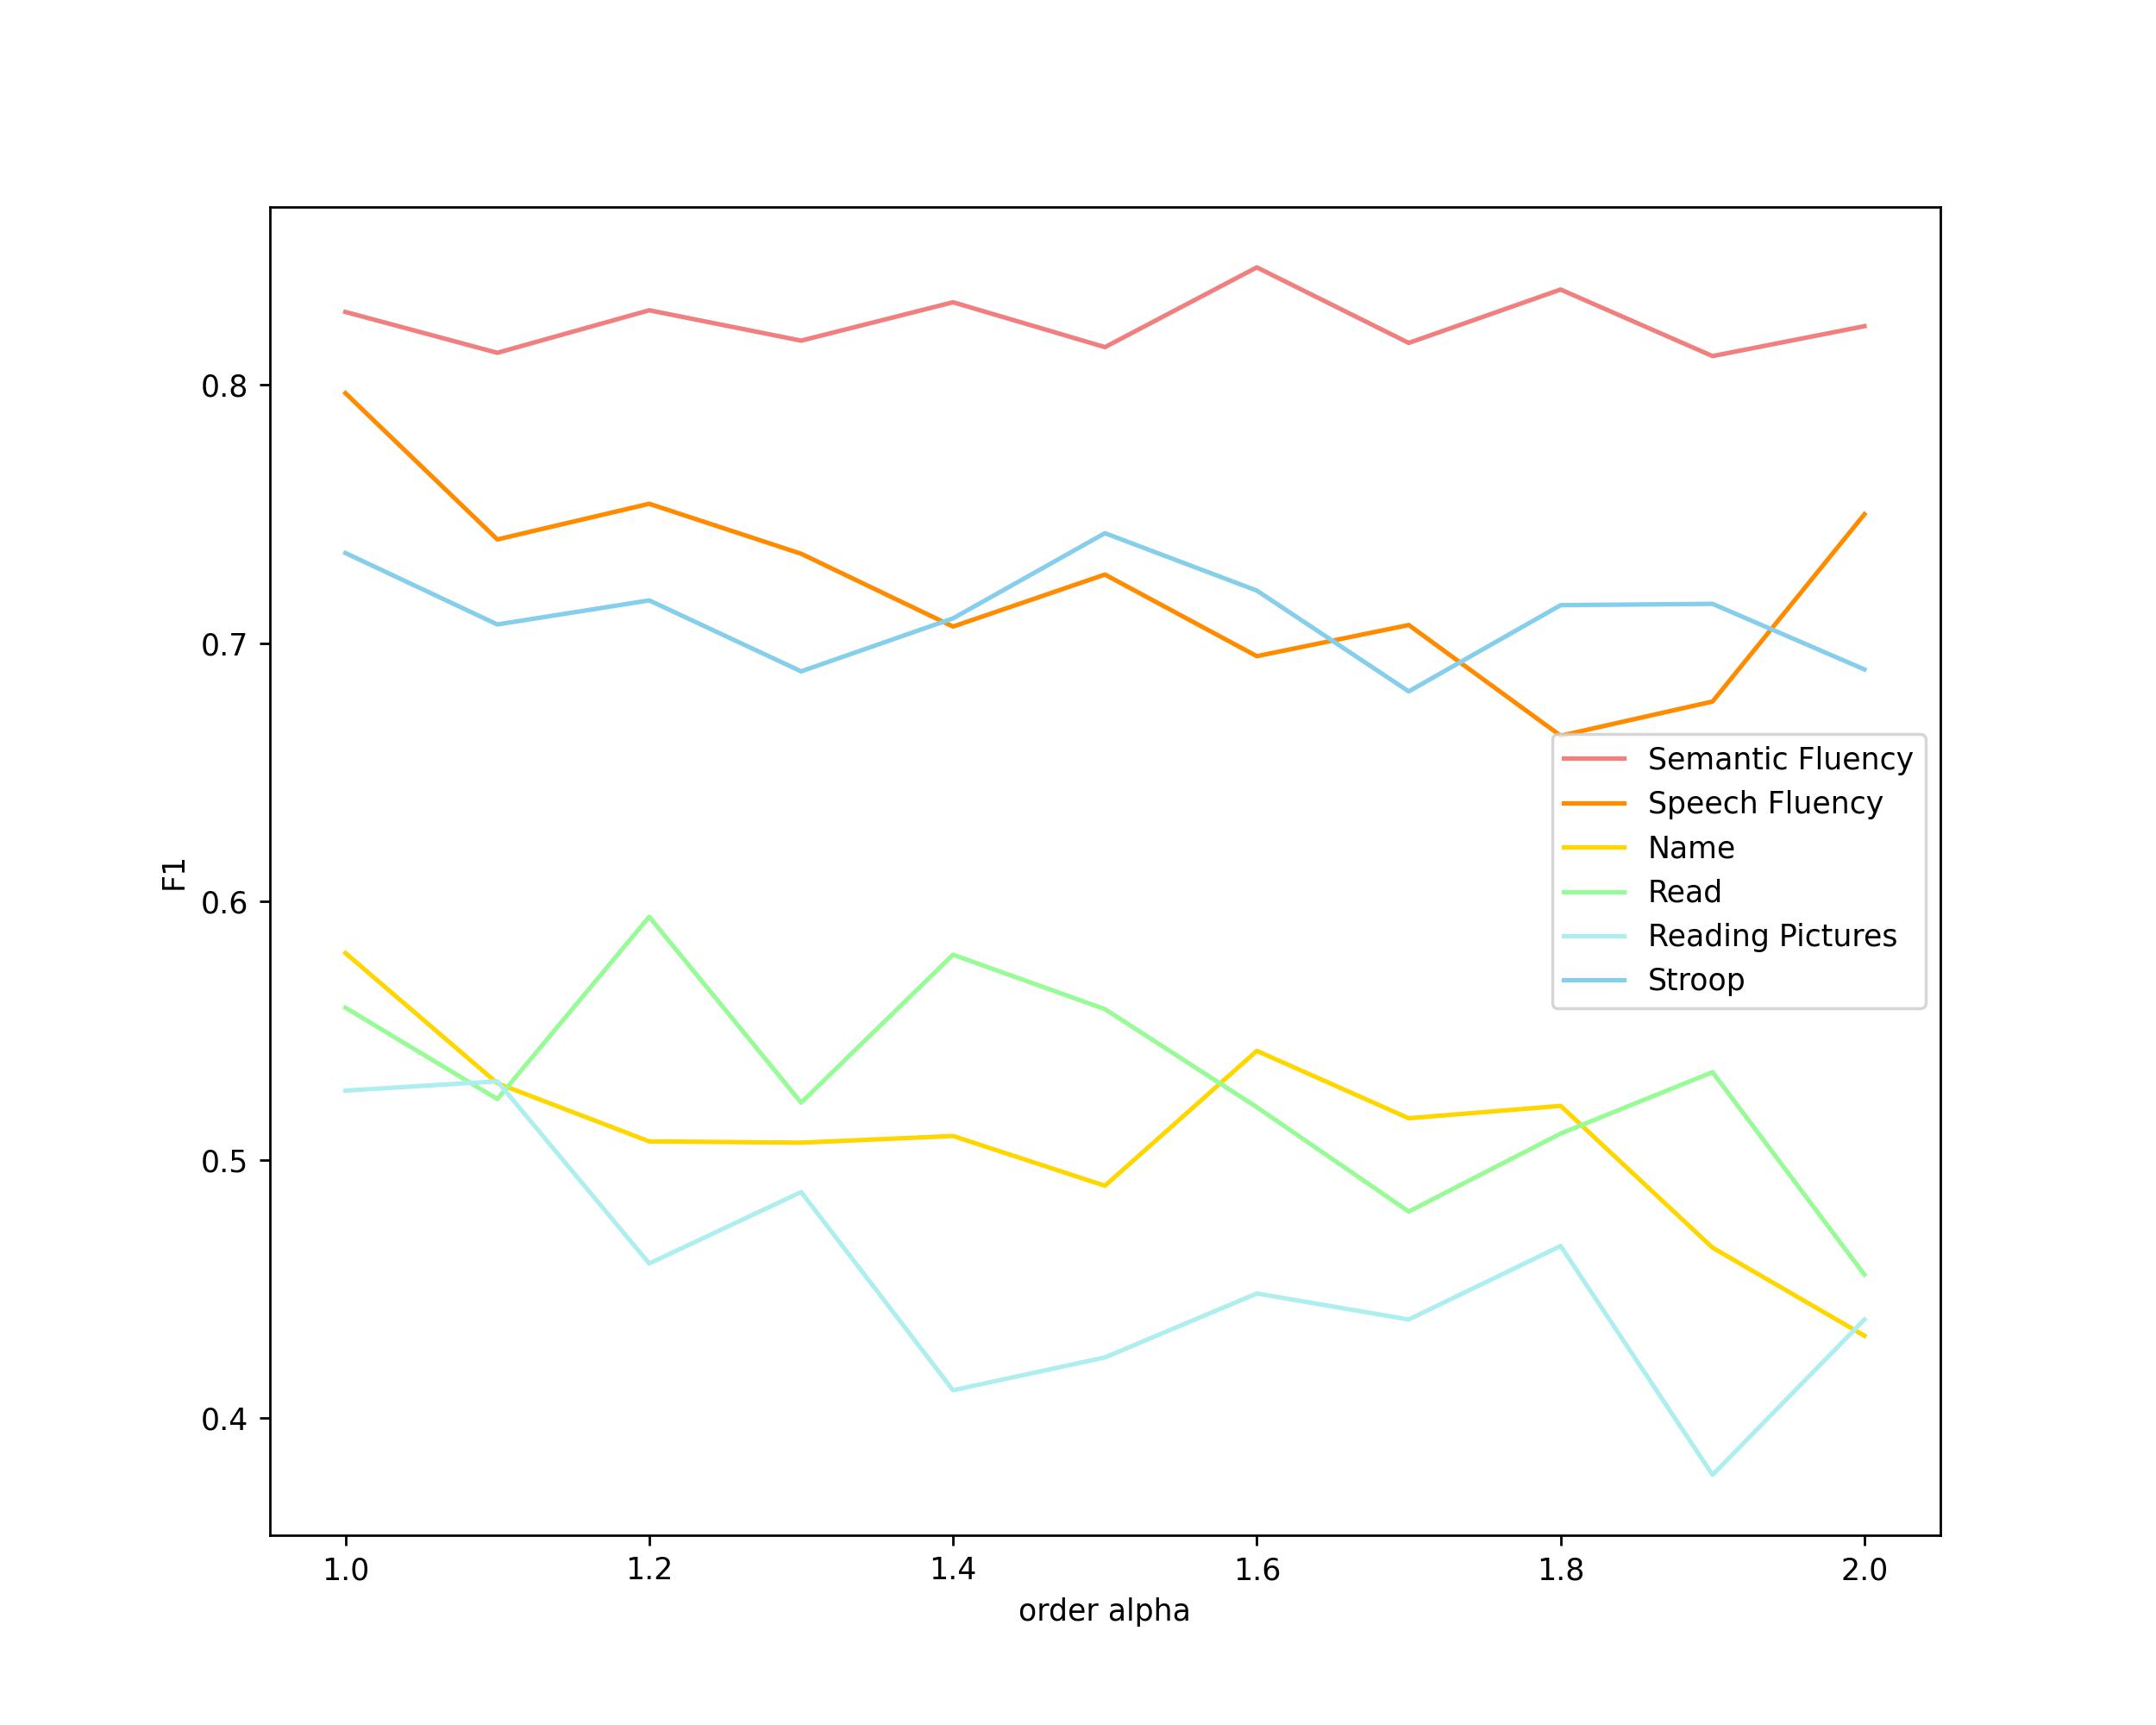 0.8
0.7
0.6
0.5
0.4
F1
1.0 1.2 1.4 1.6 1.8 2.0
order alpha
Semantic Fluency
Speech Fluency
Name
Read
Reading Pictures
Stroop